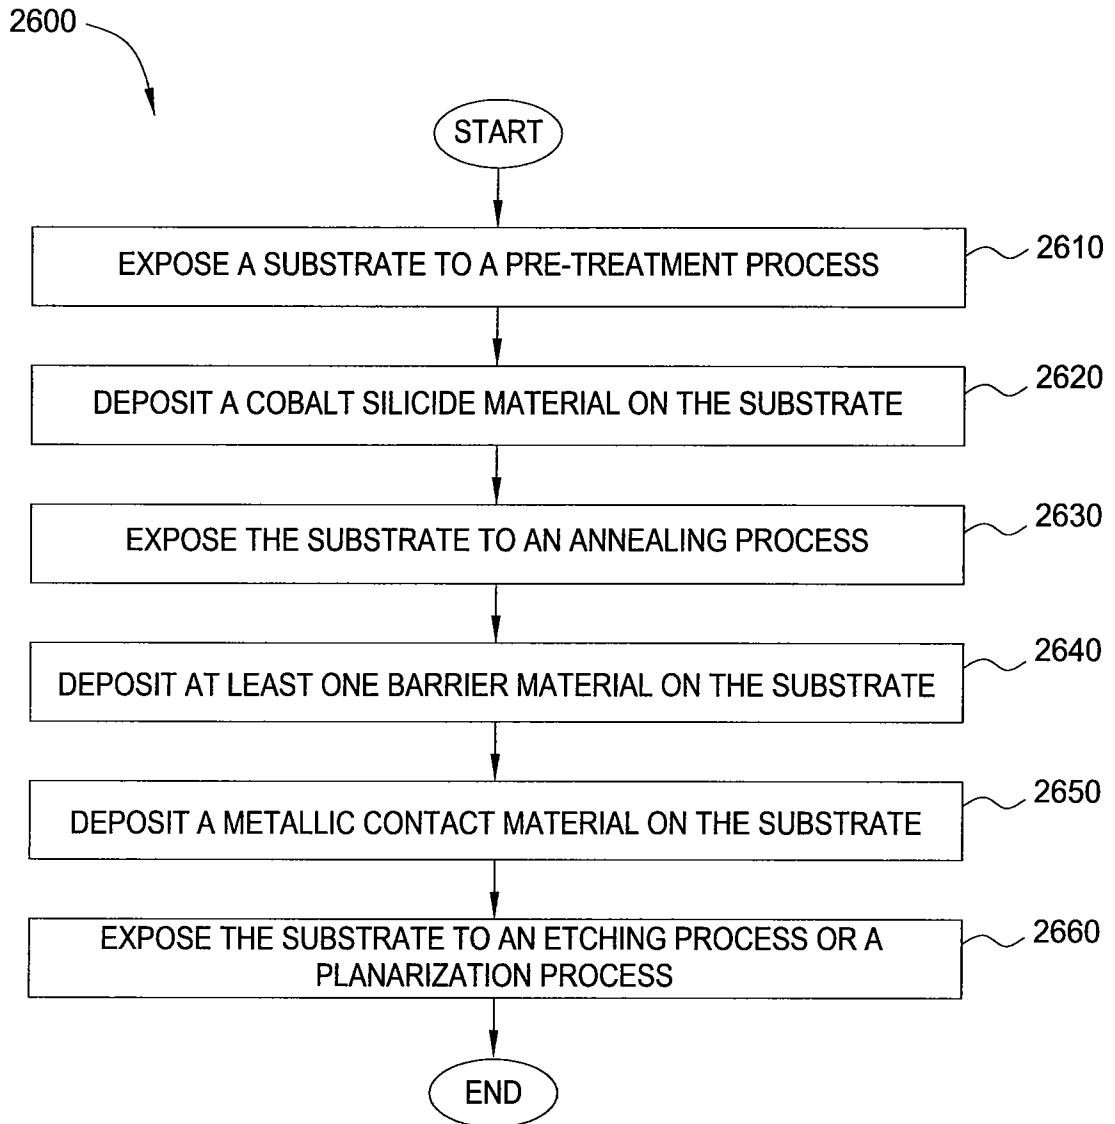 2600
START
EXPOSE A SUBSTRATE TO A PRE-TREATMENT PROCESS
2610
DEPOSIT A COBALT SILICIDE MATERIAL ON THE SUBSTRATE
2620
EXPOSE THE SUBSTRATE TO AN ANNEALING PROCESS
2630
DEPOSIT AT LEAST ONE BARRIER MATERIAL ON THE SUBSTRATE
2640
DEPOSIT A METALLIC CONTACT MATERIAL ON THE SUBSTRATE
2650
EXPOSE THE SUBSTRATE TO AN ETCHING PROCESS OR A
PLANARIZATION PROCESS
2660
END